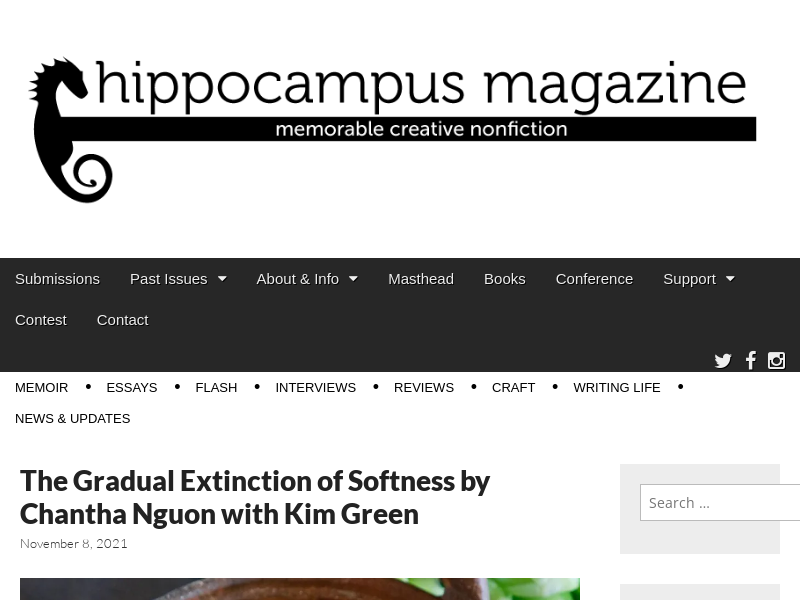 hippocampus magazine
memorable creative nonfiction
Submissions Past Issues About & Info Masthead Books Conference Support
Contest Contact
MEMOIR • ESSAYS • FLASH • INTERVIEWS • REVIEWS • CRAFT • WRITING LIFE •
NEWS & UPDATES
The Gradual Extinction of Softness by
Chantha Nguon with Kim Green
November 8, 2021
Search ...